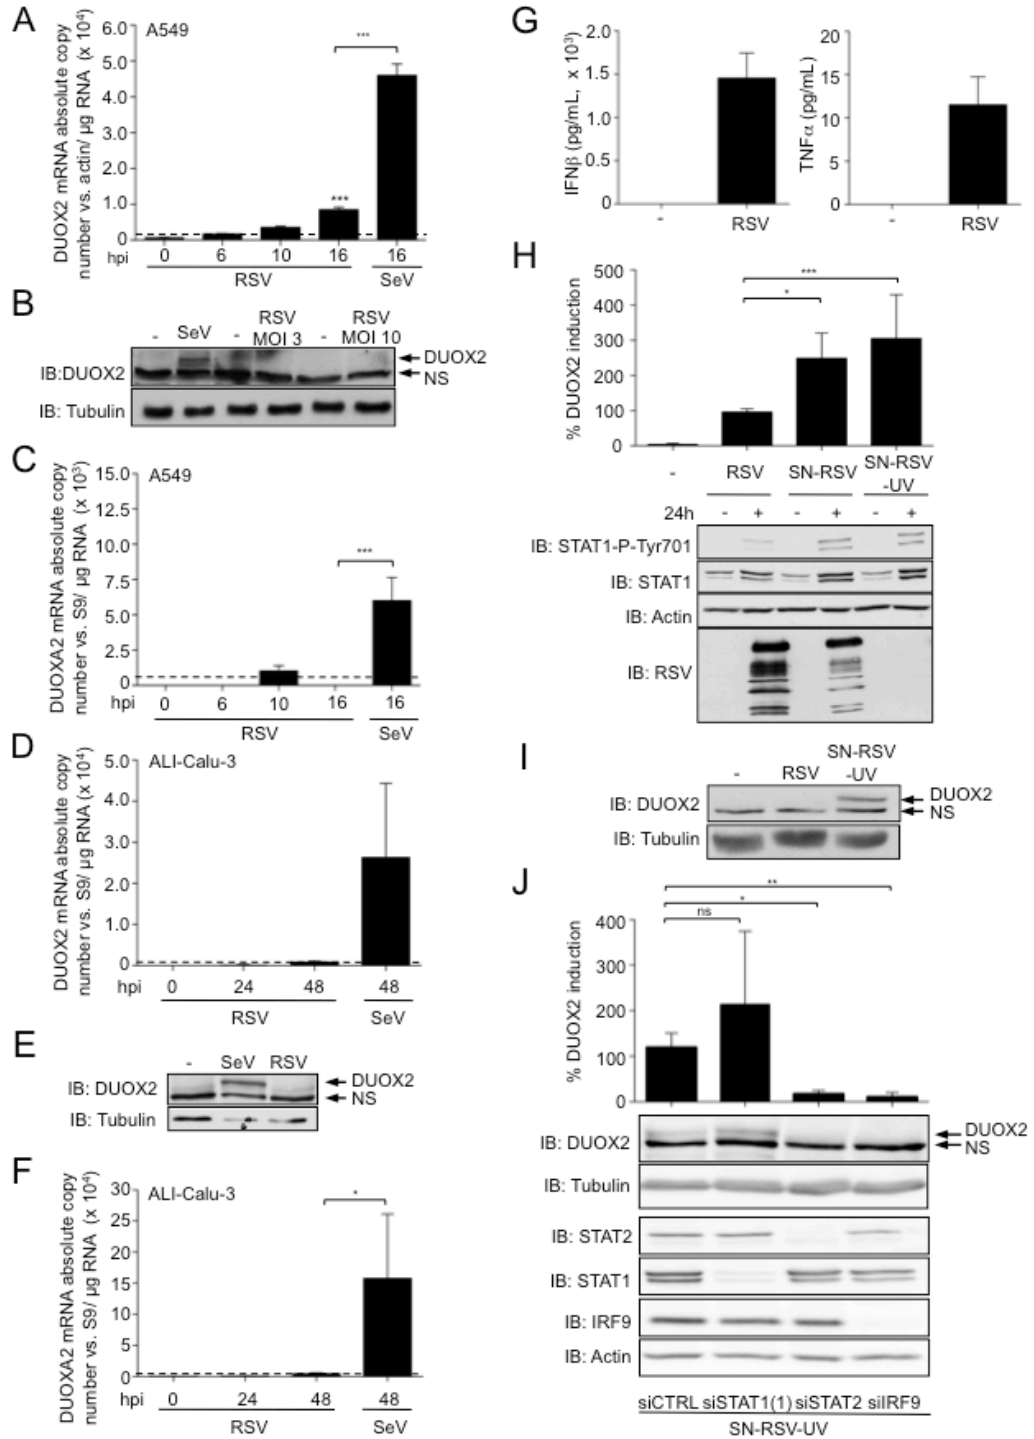 A
A549
DUOX2 mRNA absolute copy
number vs. actin/ µg RNA (x 10⁴)
6.0
5.0
4.0
3.0
2.0
1.0
0
***
***
hpi 0 6 10 16 16
RSV SeV
B
- SeV - RSV MOI 3 - RSV MOI 10
IB:DUOX2
DUOX2
NS
IB: Tubulin
C
A549
DUOXA2 mRNA absolute copy
number vs. S9/ µg RNA (x 10³)
15.0
12.5
10.0
7.5
5.0
2.5
0
***
hpi 0 6 10 16 16
RSV SeV
D
ALI-Calu-3
DUOX2 mRNA absolute copy
number vs. S9/ µg RNA (x 10⁴)
5.0
4.0
3.0
2.0
1.0
0
hpi 0 24 48 48
RSV SeV
E
- SeV RSV
IB: DUOX2
DUOX2
NS
IB: Tubulin
F
ALI-Calu-3
DUOXA2 mRNA absolute copy
number vs. S9/ µg RNA (x 10⁴)
30
25
20
15
10
5
0
*
hpi 0 24 48 48
RSV SeV
G
IFNβ (pg/mL, x 10³)
2.0
1.5
1.0
0.5
0
- RSV
TNFα (pg/mL)
20
15
10
5
0
- RSV
H
% DUOX2 induction
500
400
300
200
100
0
***
*
- RSV SN-RSV SN-RSV
-UV
24h - + - + - +
IB: STAT1-P-Tyr701
IB: STAT1
IB: Actin
IB: RSV
I
- RSV SN-RSV
-UV
IB: DUOX2
DUOX2
NS
IB: Tubulin
J
% DUOX2 induction
400
300
200
100
0
**
*
ns
IB: DUOX2
DUOX2
NS
IB: Tubulin
IB: STAT2
IB: STAT1
IB: IRF9
IB: Actin
siCTRL siSTAT1(1) siSTAT2 siIRF9
SN-RSV-UV